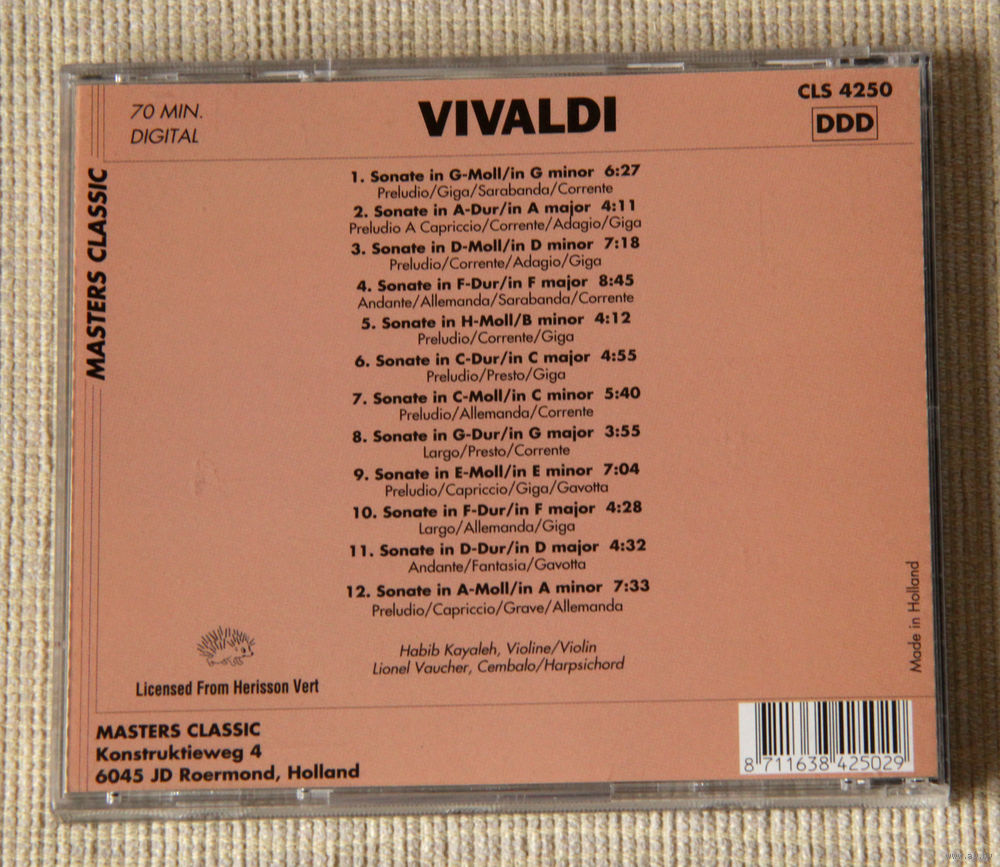 70 MIN.
DIGITAL
VIVALDI
CLS 4250
DDD
MASTERS CLASSIC
1. Sonate in G-Moll/in G minor 6:27
Preludio/Giga/Sarabanda/Corrente
2. Sonate in A-Dur/in A major 4:11
Preludio A Capriccio/Corrente/Adagio/Giga
3. Sonate in D-Moll/in D minor 7:18
Preludio/Corrente/Adagio/Giga
4. Sonate in F-Dur/in F major 8:45
Andante/Allemanda/Sarabanda/Corrente
5. Sonate in H-Moll/B minor 4:12
Preludio/Corrente/Giga
6. Sonate in C-Dur/in C major 4:55
Preludio/Presto/Giga
7. Sonate in C-Moll/in C minor 5:40
Preludio/Allemanda/Corrente
8. Sonate in G-Dur/in G major 3:55
Largo/Presto/Corrente
9. Sonate in E-Moll/in E minor 7:04
Preludio/Capriccio/Giga/Gavotta
10. Sonate in F-Dur/in F major 4:28
Largo/Allemanda/Giga
11. Sonate in D-Dur/in D major 4:32
Andante/Fantasia/Gavotta
12. Sonate in A-Moll/in A minor 7:33
Preludio/Capriccio/Grave/Allemanda
Habib Kayaleh, Violine/Violin
Lionel Vaucher, Cembalo/Harpsichord
Made in Holland
Licensed From Herisson Vert
MASTERS CLASSIC
Konstruktieweg 4
6045 JD Roermond, Holland
8 711638 425029